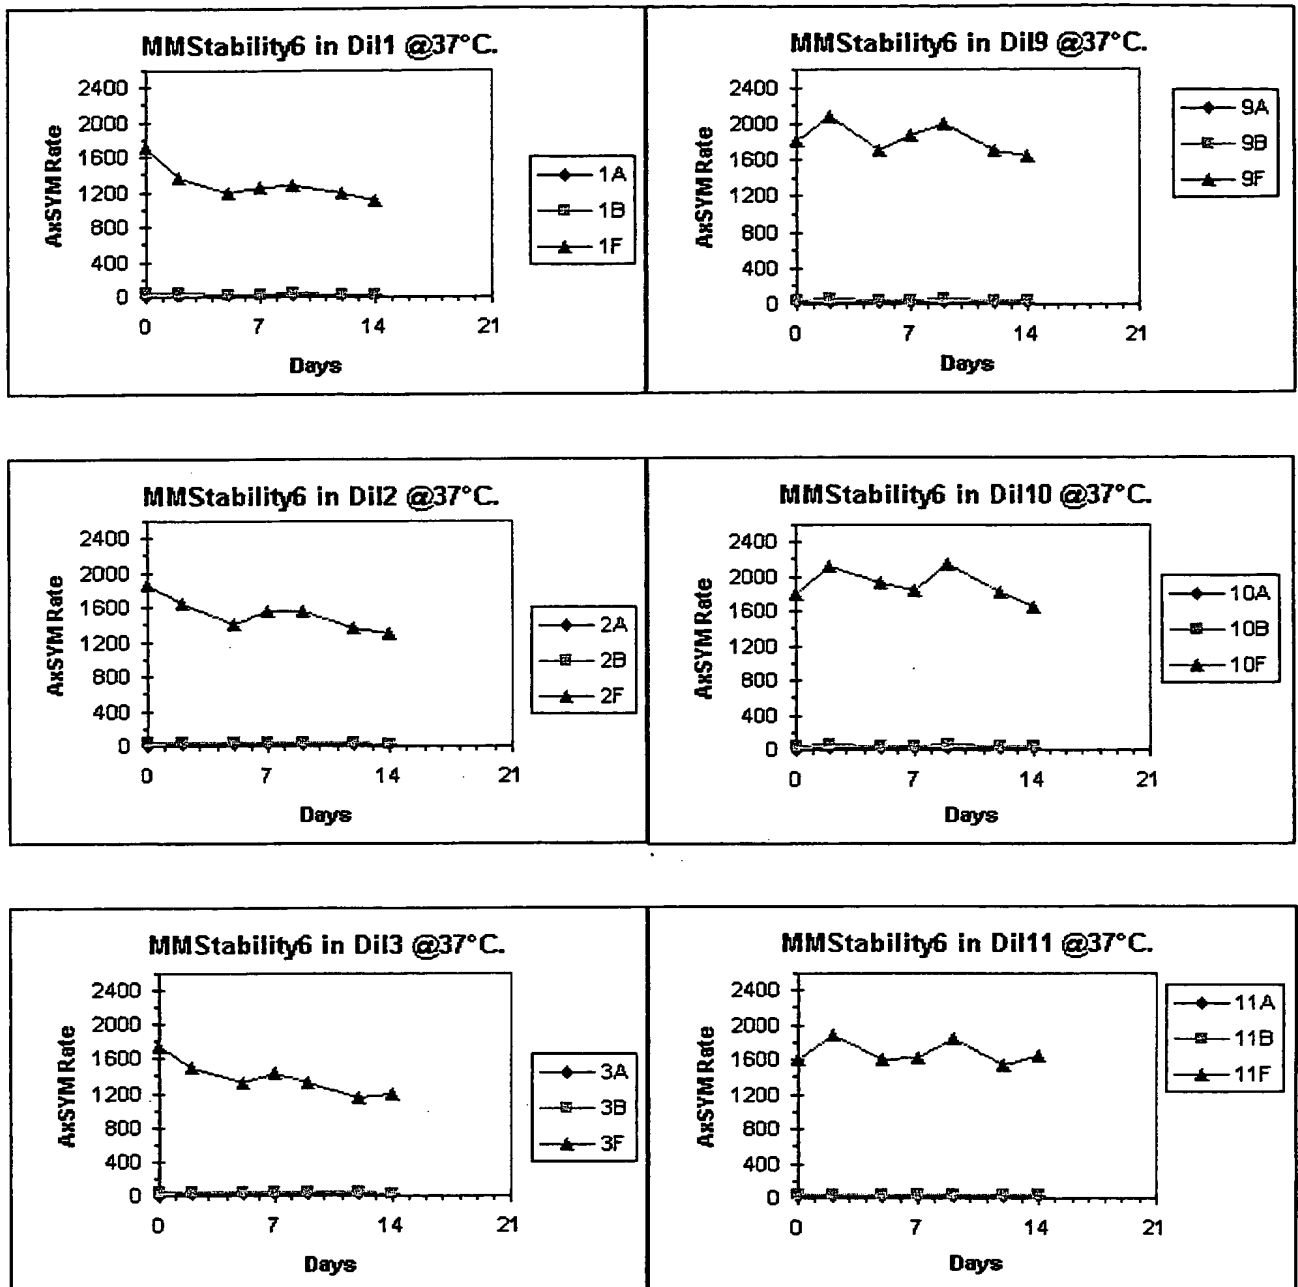 MMStability6 in Dil1 @37°C.
AxSYM Rate
2400
2000
1600
1200
800
400
0
0 7 14 21
Days
1A
1B
1F
MMStability6 in Dil9 @37°C.
AxSYM Rate
2400
2000
1600
1200
800
400
0
0 7 14 21
Days
9A
9B
9F
MMStability6 in Dil2 @37°C.
AxSYM Rate
2400
2000
1600
1200
800
400
0
0 7 14 21
Days
2A
2B
2F
MMStability6 in Dil10 @37°C.
AxSYM Rate
2400
2000
1600
1200
800
400
0
0 7 14 21
Days
10A
10B
10F
MMStability6 in Dil3 @37°C.
AxSYM Rate
2400
2000
1600
1200
800
400
0
0 7 14 21
Days
3A
3B
3F
MMStability6 in Dil11 @37°C.
AxSYM Rate
2400
2000
1600
1200
800
400
0
0 7 14 21
Days
11A
11B
11F